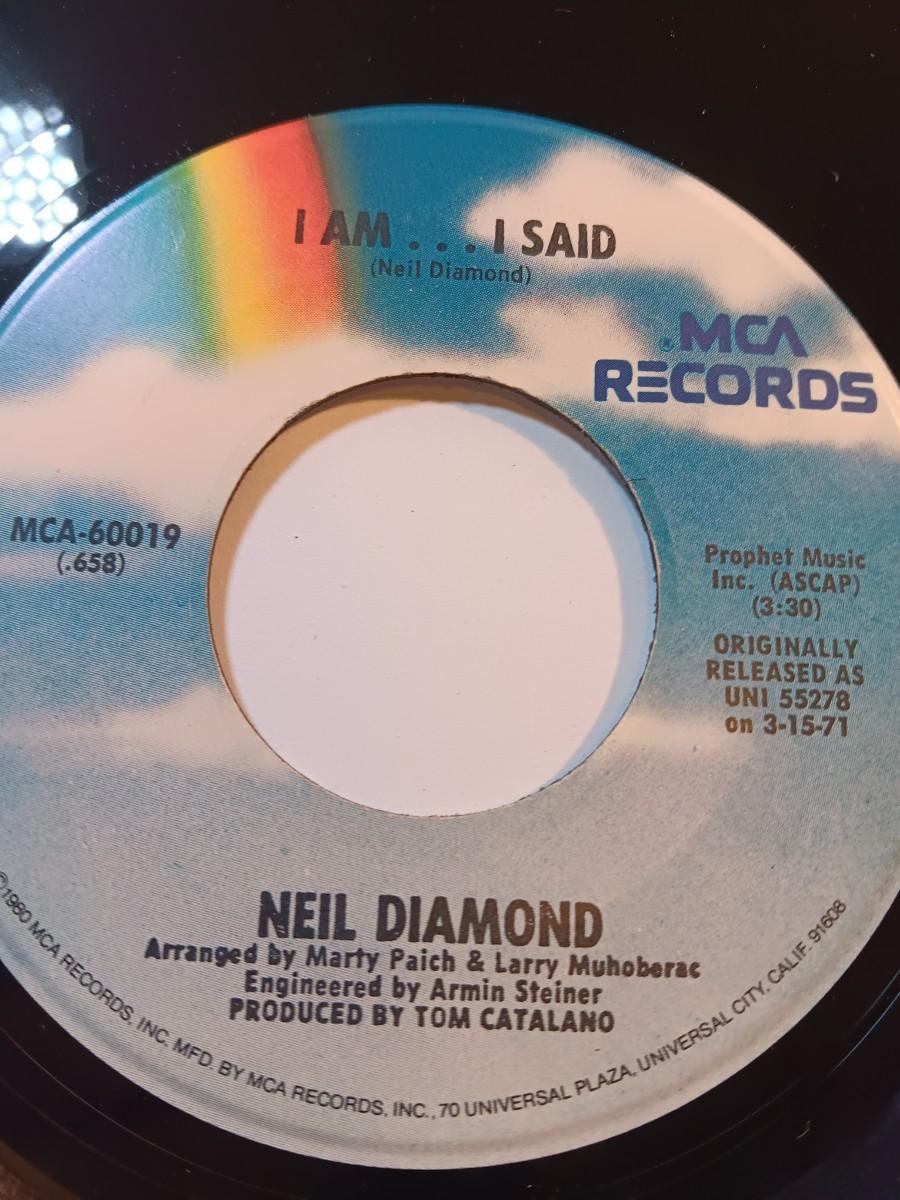 I AM . . . I SAID
(Neil Diamond)
®MCA
RECORDS
MCA-60019
(.658)
Prophet Music
Inc. (ASCAP)
(3:30)
ORIGINALLY
RELEASED AS
UNI 55278
on 3-15-71
NEIL DIAMOND
Arranged by Marty Paich & Larry Muhoberac
Engineered by Armin Steiner
PRODUCED BY TOM CATALANO
©1980 MCA RECORDS, INC. MFD. BY MCA RECORDS, INC., 70 UNIVERSAL PLAZA, UNIVERSAL CITY, CALIF. 91608